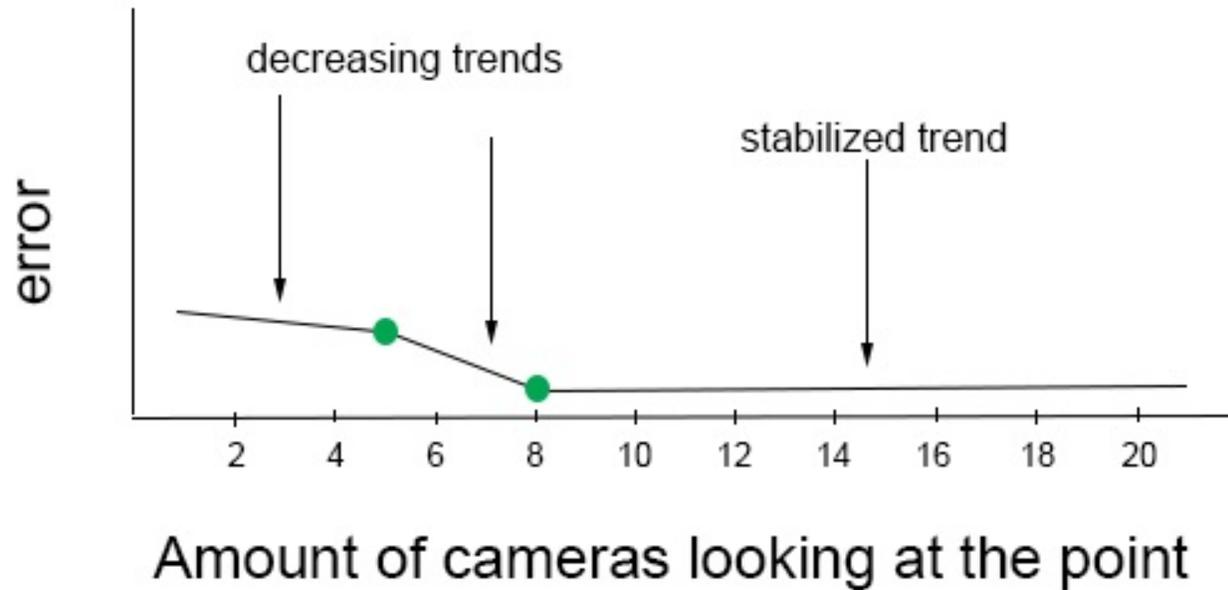 decreasing trends
stabilized trend
error
2 4 6 8 10 12 14 16 18 20
Amount of cameras looking at the point